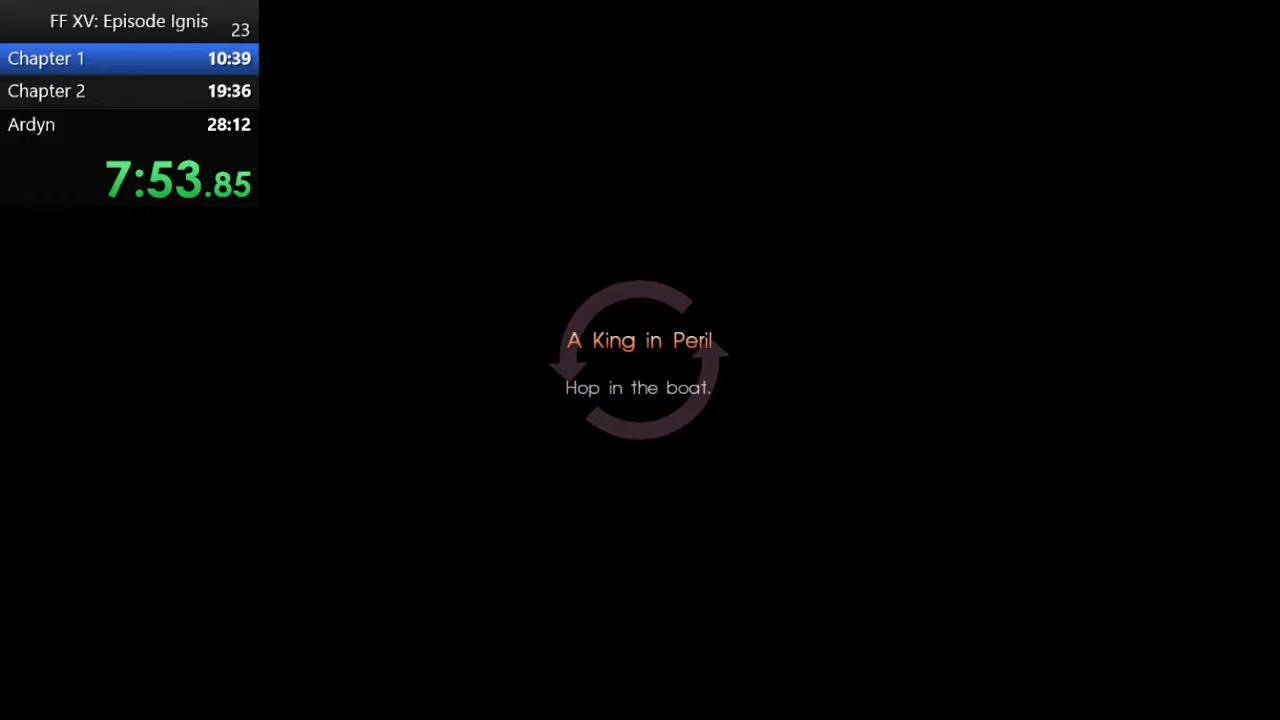 FF XV: Episode Ignis
23
Chapter 1 10:39
Chapter 2 19:36
Ardyn 28:12
7:53.85
A King in Peril
Hop in the boat.